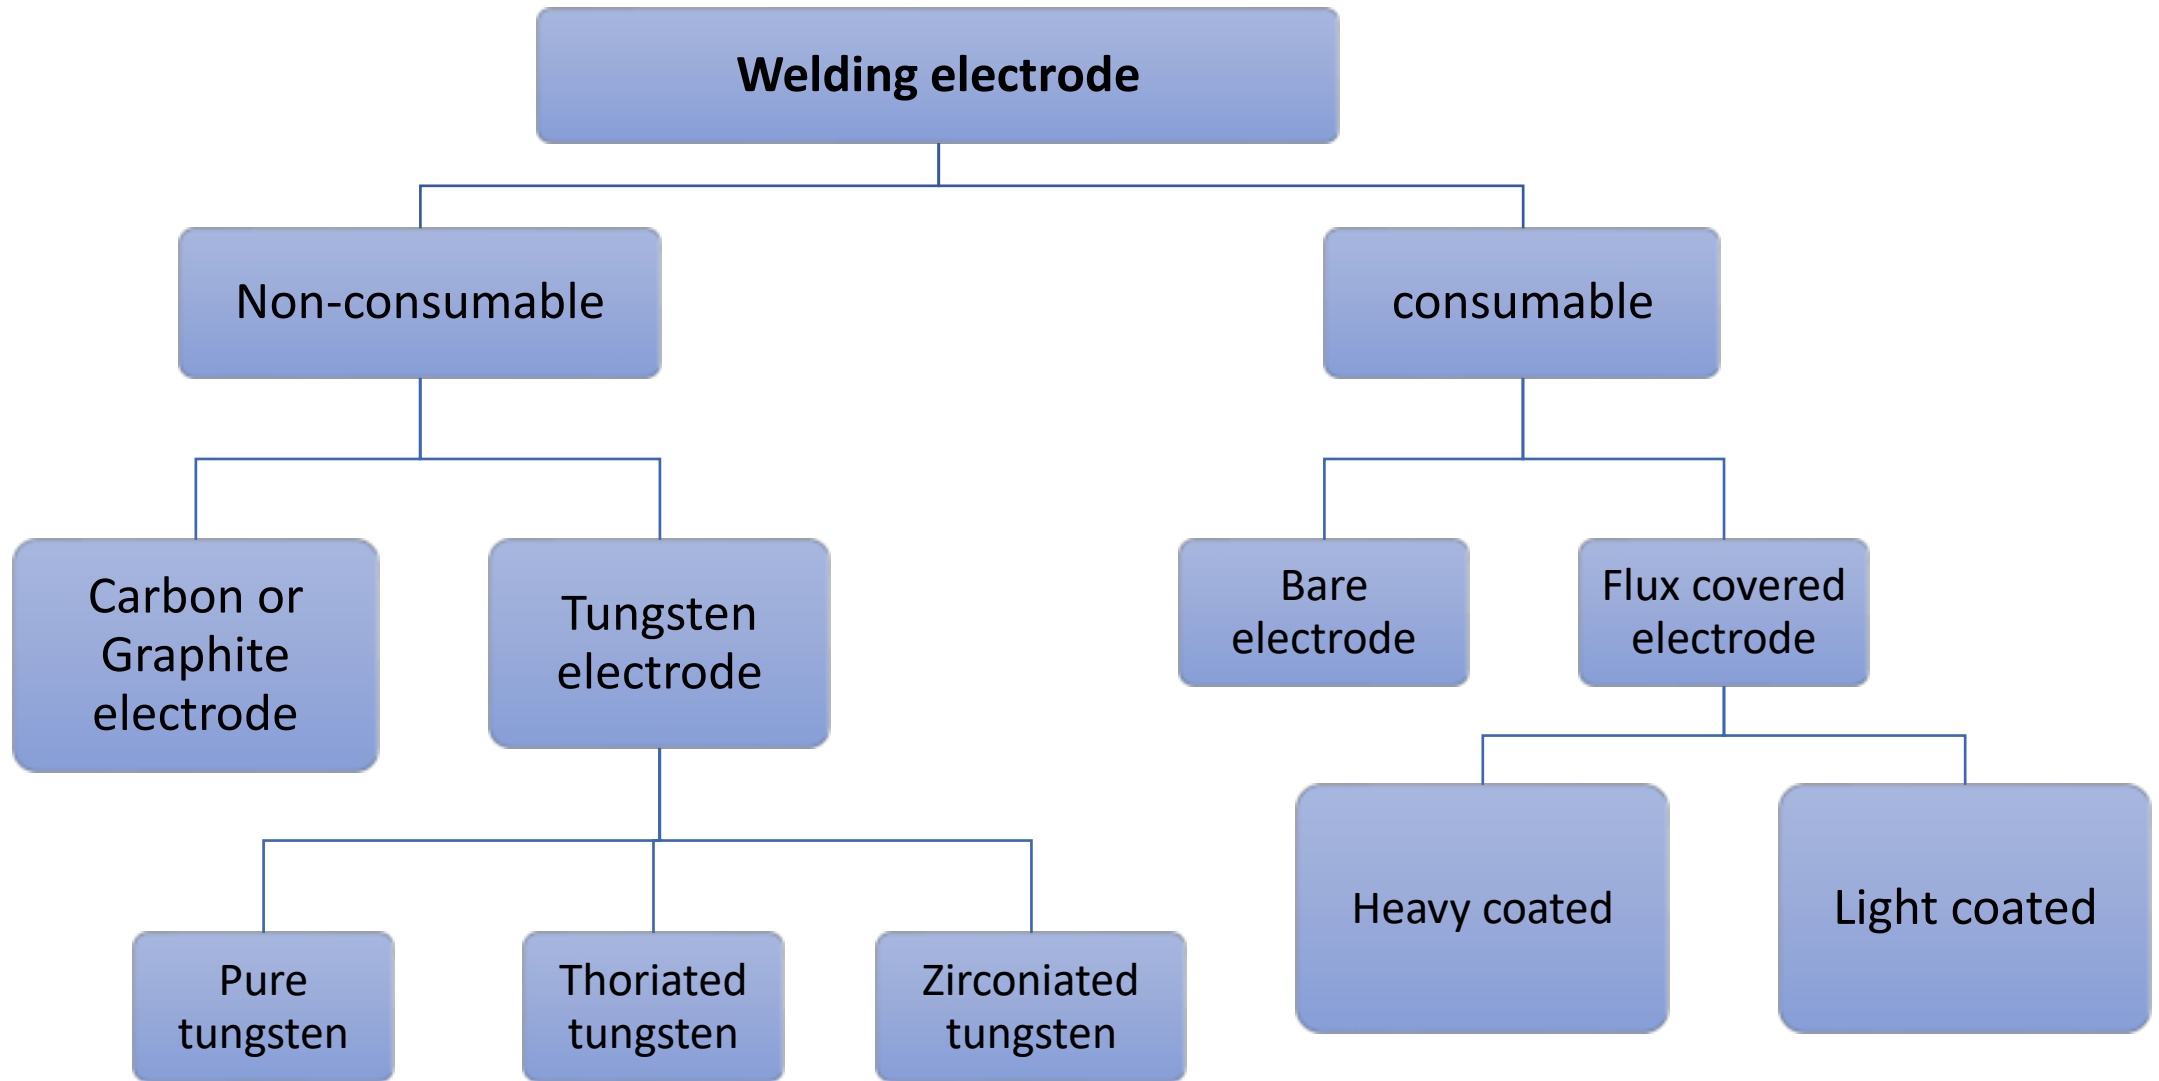 Welding electrode
Non-consumable
consumable
Carbon or
Graphite
electrode
Tungsten
electrode
Bare
electrode
Flux covered
electrode
Heavy coated
Light coated
Pure
tungsten
Thoriated
tungsten
Zirconiated
tungsten